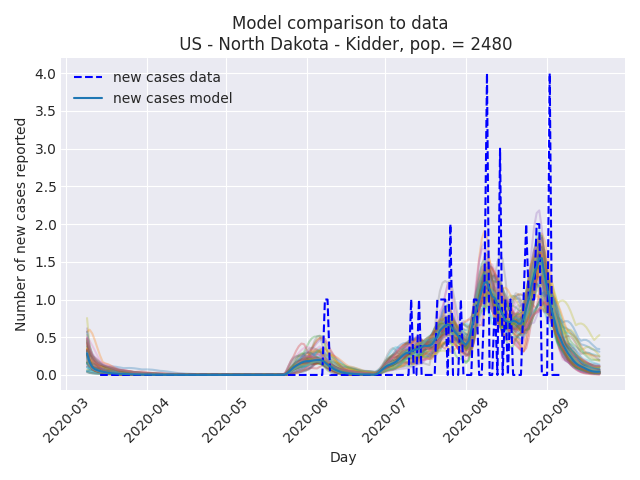 Model comparison to data
US - North Dakota - Kidder, pop. = 2480
new cases data
new cases model
Number of new cases reported
4.0
3.5
3.0
2.5
2.0
1.5
1.0
0.5
0.0
2020-03
2020-04
2020-05
2020-06
2020-07
2020-08
2020-09
Day